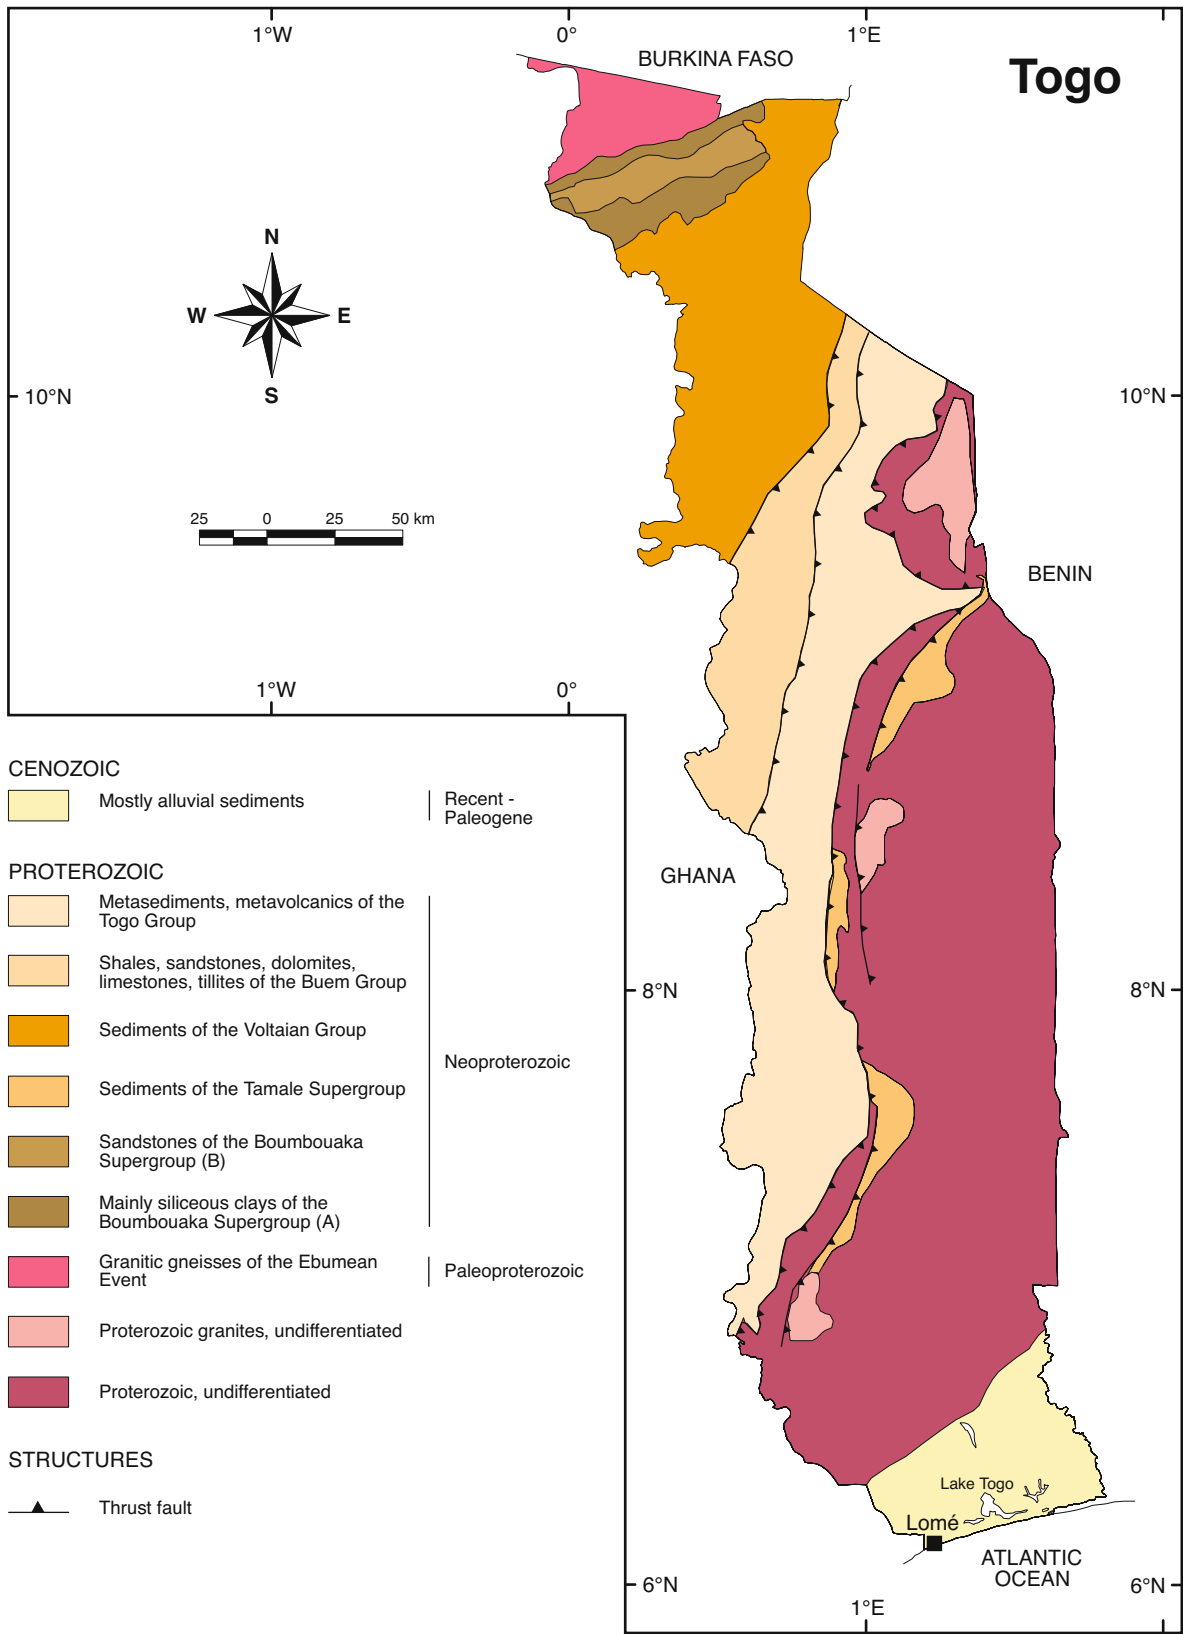 1°W
0°
1°E
BURKINA FASO
Togo
N
W
E
S
10°N
10°N
25
0
25
50 km
BENIN
1°W
0°
CENOZOIC
Mostly alluvial sediments
Recent -
Paleogene
PROTEROZOIC
GHANA
Metasediments, metavolcanics of the
Togo Group
Shales, sandstones, dolomites,
limestones, tillites of the Buem Group
8°N
8°N
Sediments of the Voltaian Group
Neoproterozoic
Sediments of the Tamale Supergroup
Sandstones of the Boumbouaka
Supergroup (B)
Mainly siliceous clays of the
Boumbouaka Supergroup (A)
Granitic gneisses of the Ebumean
Event
Paleoproterozoic
Proterozoic granites, undifferentiated
Proterozoic, undifferentiated
STRUCTURES
Thrust fault
Lake Togo
Lomé
ATLANTIC
OCEAN
6°N
6°N
1°E